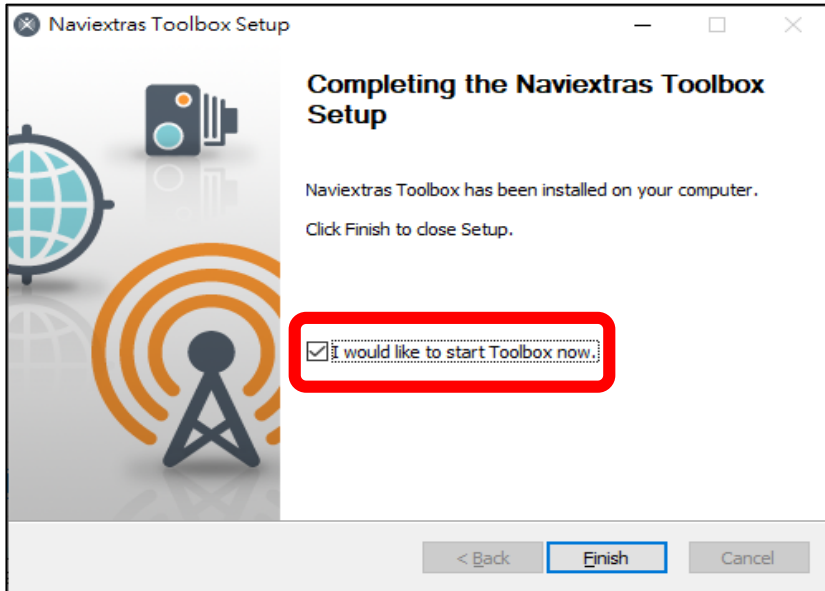 Naviextras Toolbox Setup
Completing the Naviextras Toolbox
Setup
Naviextras Toolbox has been installed on your computer.
Click Finish to close Setup.
I would like to start Toolbox now.
< Back
Finish
Cancel